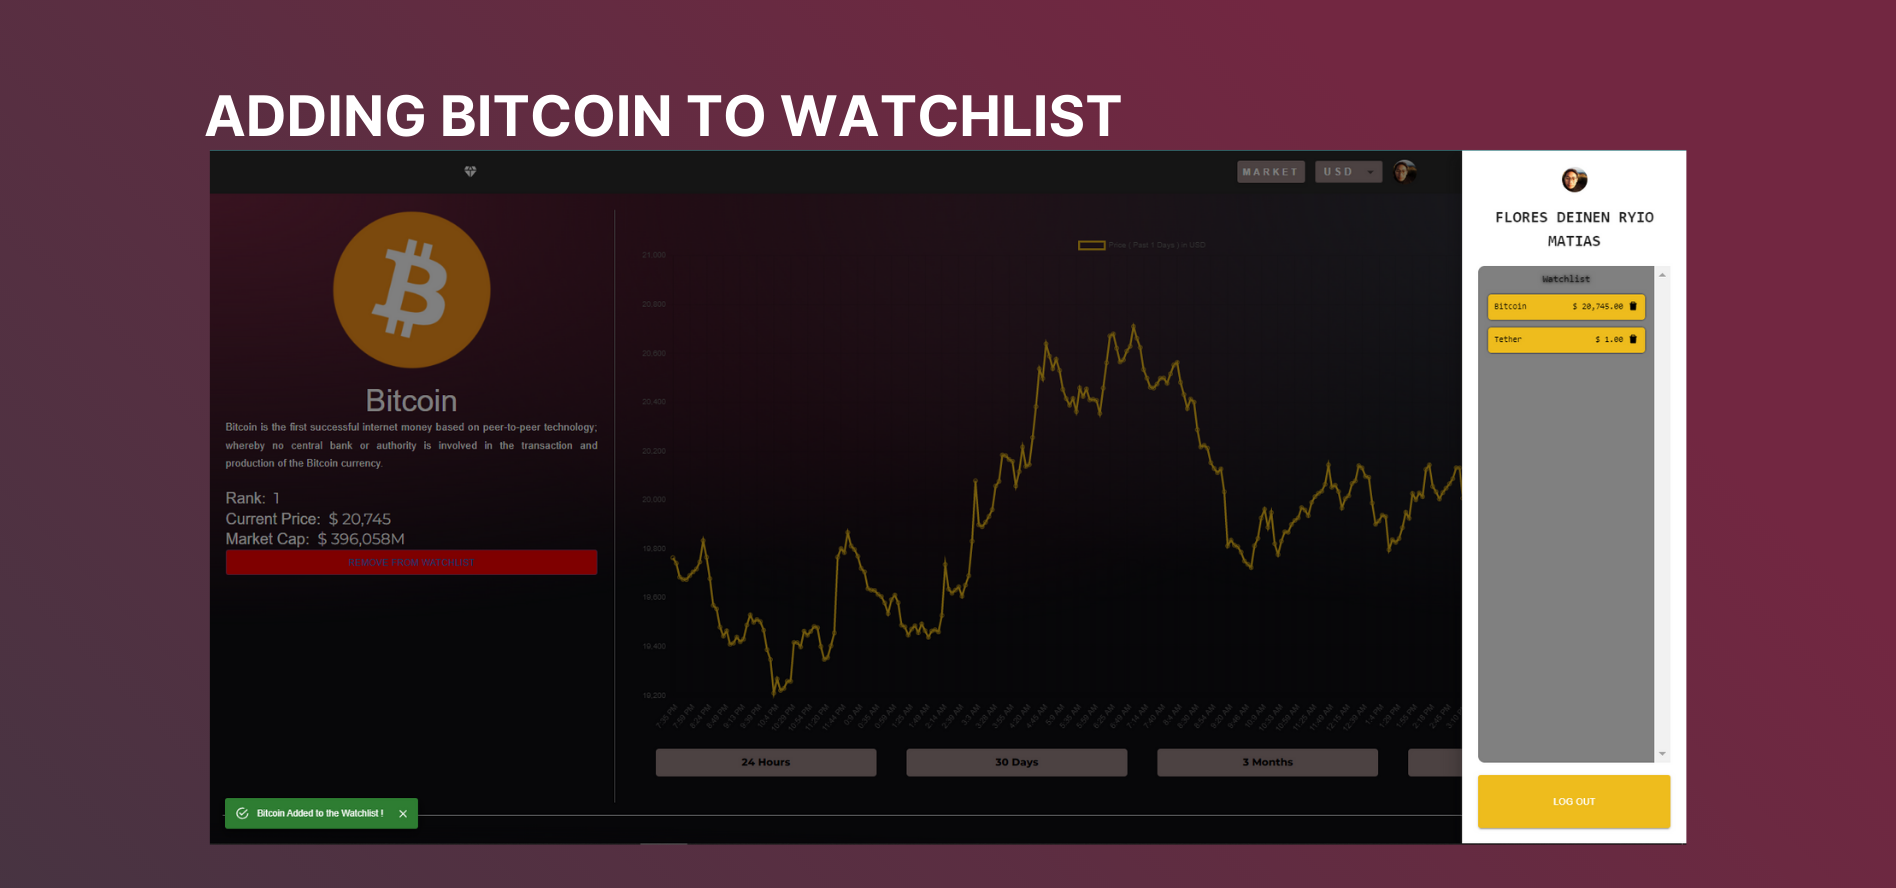 ADDING BITCOIN TO WATCHLIST
MARKET
USD
Bitcoin
Bitcoin is the first successful internet money based on peer-to-peer technology;
whereby no central bank or authority is involved in the transaction and
production of the Bitcoin currency.
Rank: 1
Current Price: $ 20,745
Market Cap: $ 396,058M
REMOVE FROM WATCHLIST
Bitcoin Added to the Watchlist !
Price ( Past 1 Days ) in USD
21,000
20,800
20,600
20,400
20,200
20,000
19,800
19,600
19,400
19,200
24 Hours
30 Days
3 Months
FLORES DEINEN RYIO
MATIAS
Watchlist
Bitcoin $ 20,745.00
Tether $ 1.00
LOG OUT